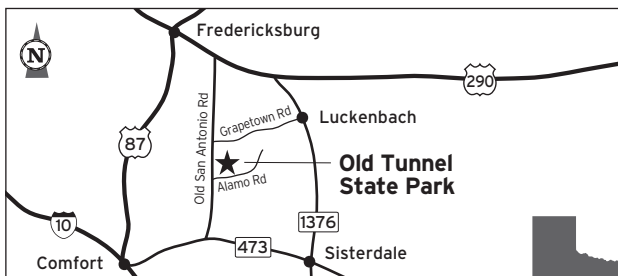 Fredericksburg
N
290
Old San Antonio Rd
Grapetown Rd
Luckenbach
87
Old Tunnel
State Park
Alamo Rd
10
1376
473
Comfort
Sisterdale